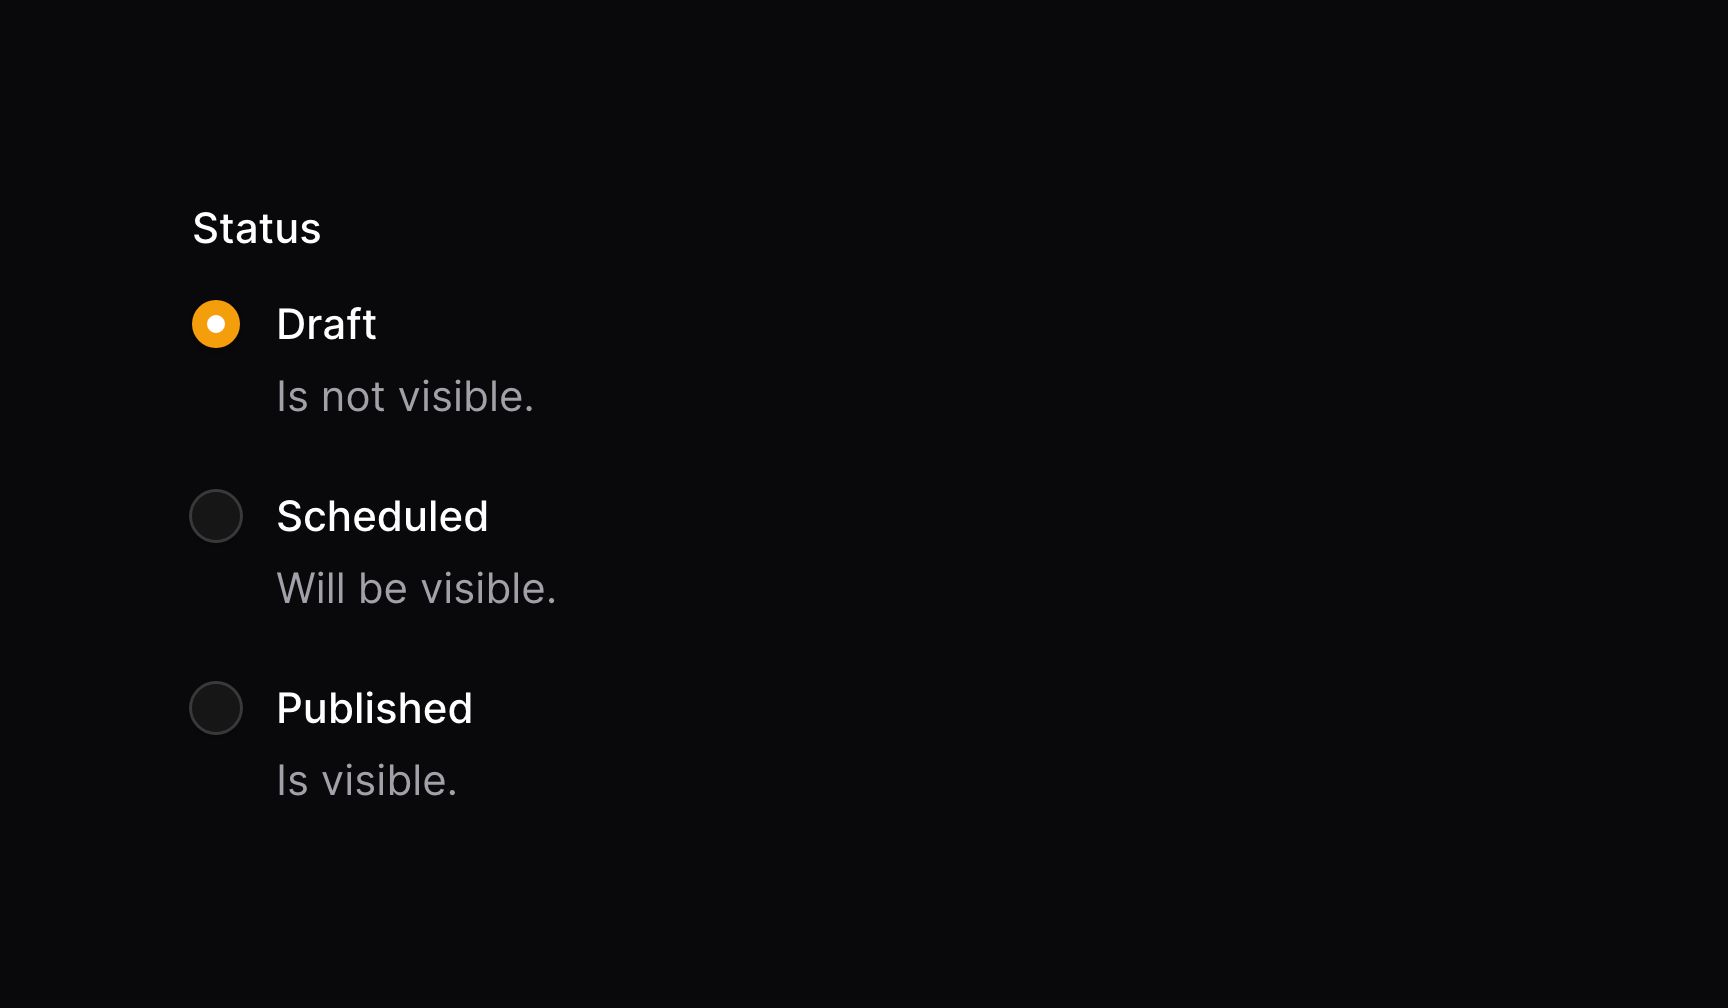 Status
Draft
Is not visible.
Scheduled
Will be visible.
Published
Is visible.